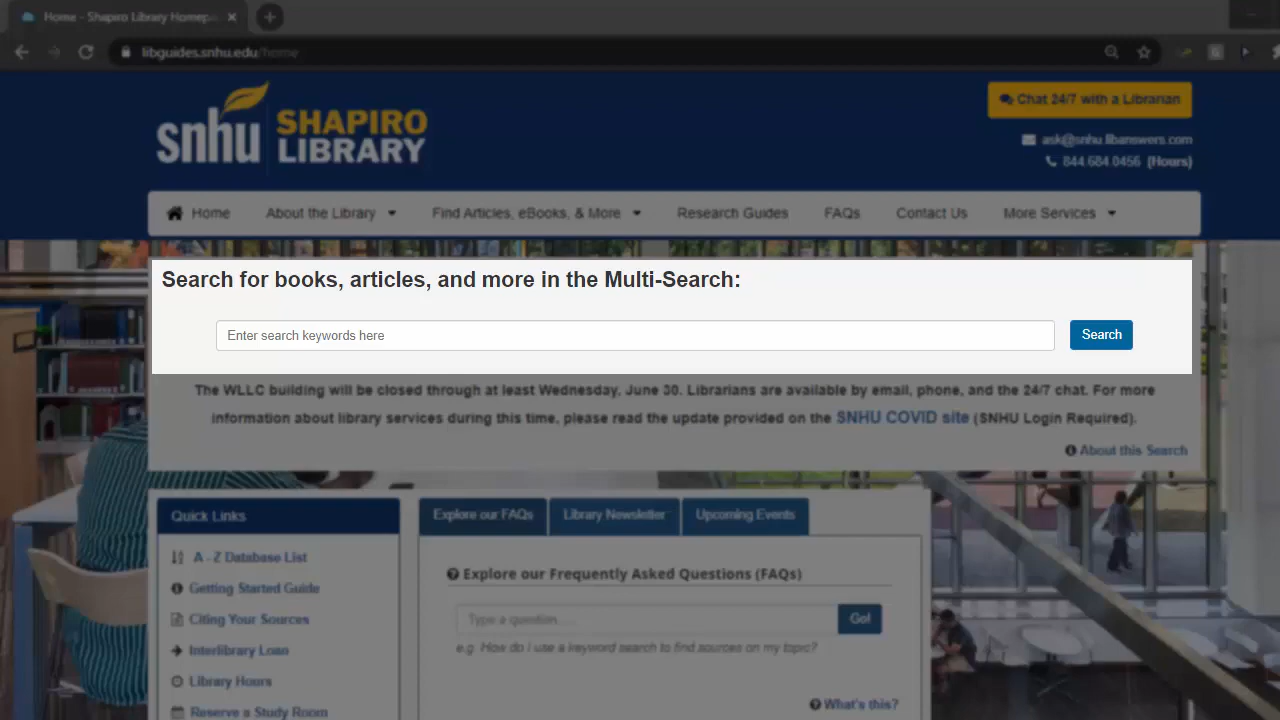 Home - Shapiro Library Homep
libguides.snhu.edu/home
snhu SHAPIRO LIBRARY
Chat 24/7 with a Librarian
ask@snhu.libanswers.com
844.684.0456 (Hours)
Home About the Library Find Articles, eBooks, & More Research Guides FAQs Contact Us More Services
Search for books, articles, and more in the Multi-Search:
Enter search keywords here Search
The WLLC building will be closed through at least Wednesday, June 30. Librarians are available by email, phone, and the 24/7 chat. For more
information about library services during this time, please read the update provided on the SNHU COVID site (SNHU Login Required).
About this Search
Quick Links
A - Z Database List
Getting Started Guide
Citing Your Sources
Interlibrary Loan
Library Hours
Reserve a Study Room
Explore our FAQs Library Newsletter Upcoming Events
Explore our Frequently Asked Questions (FAQs)
Type a question... Go!
e.g. How do I use a keyword search to find sources on my topic?
What's this?